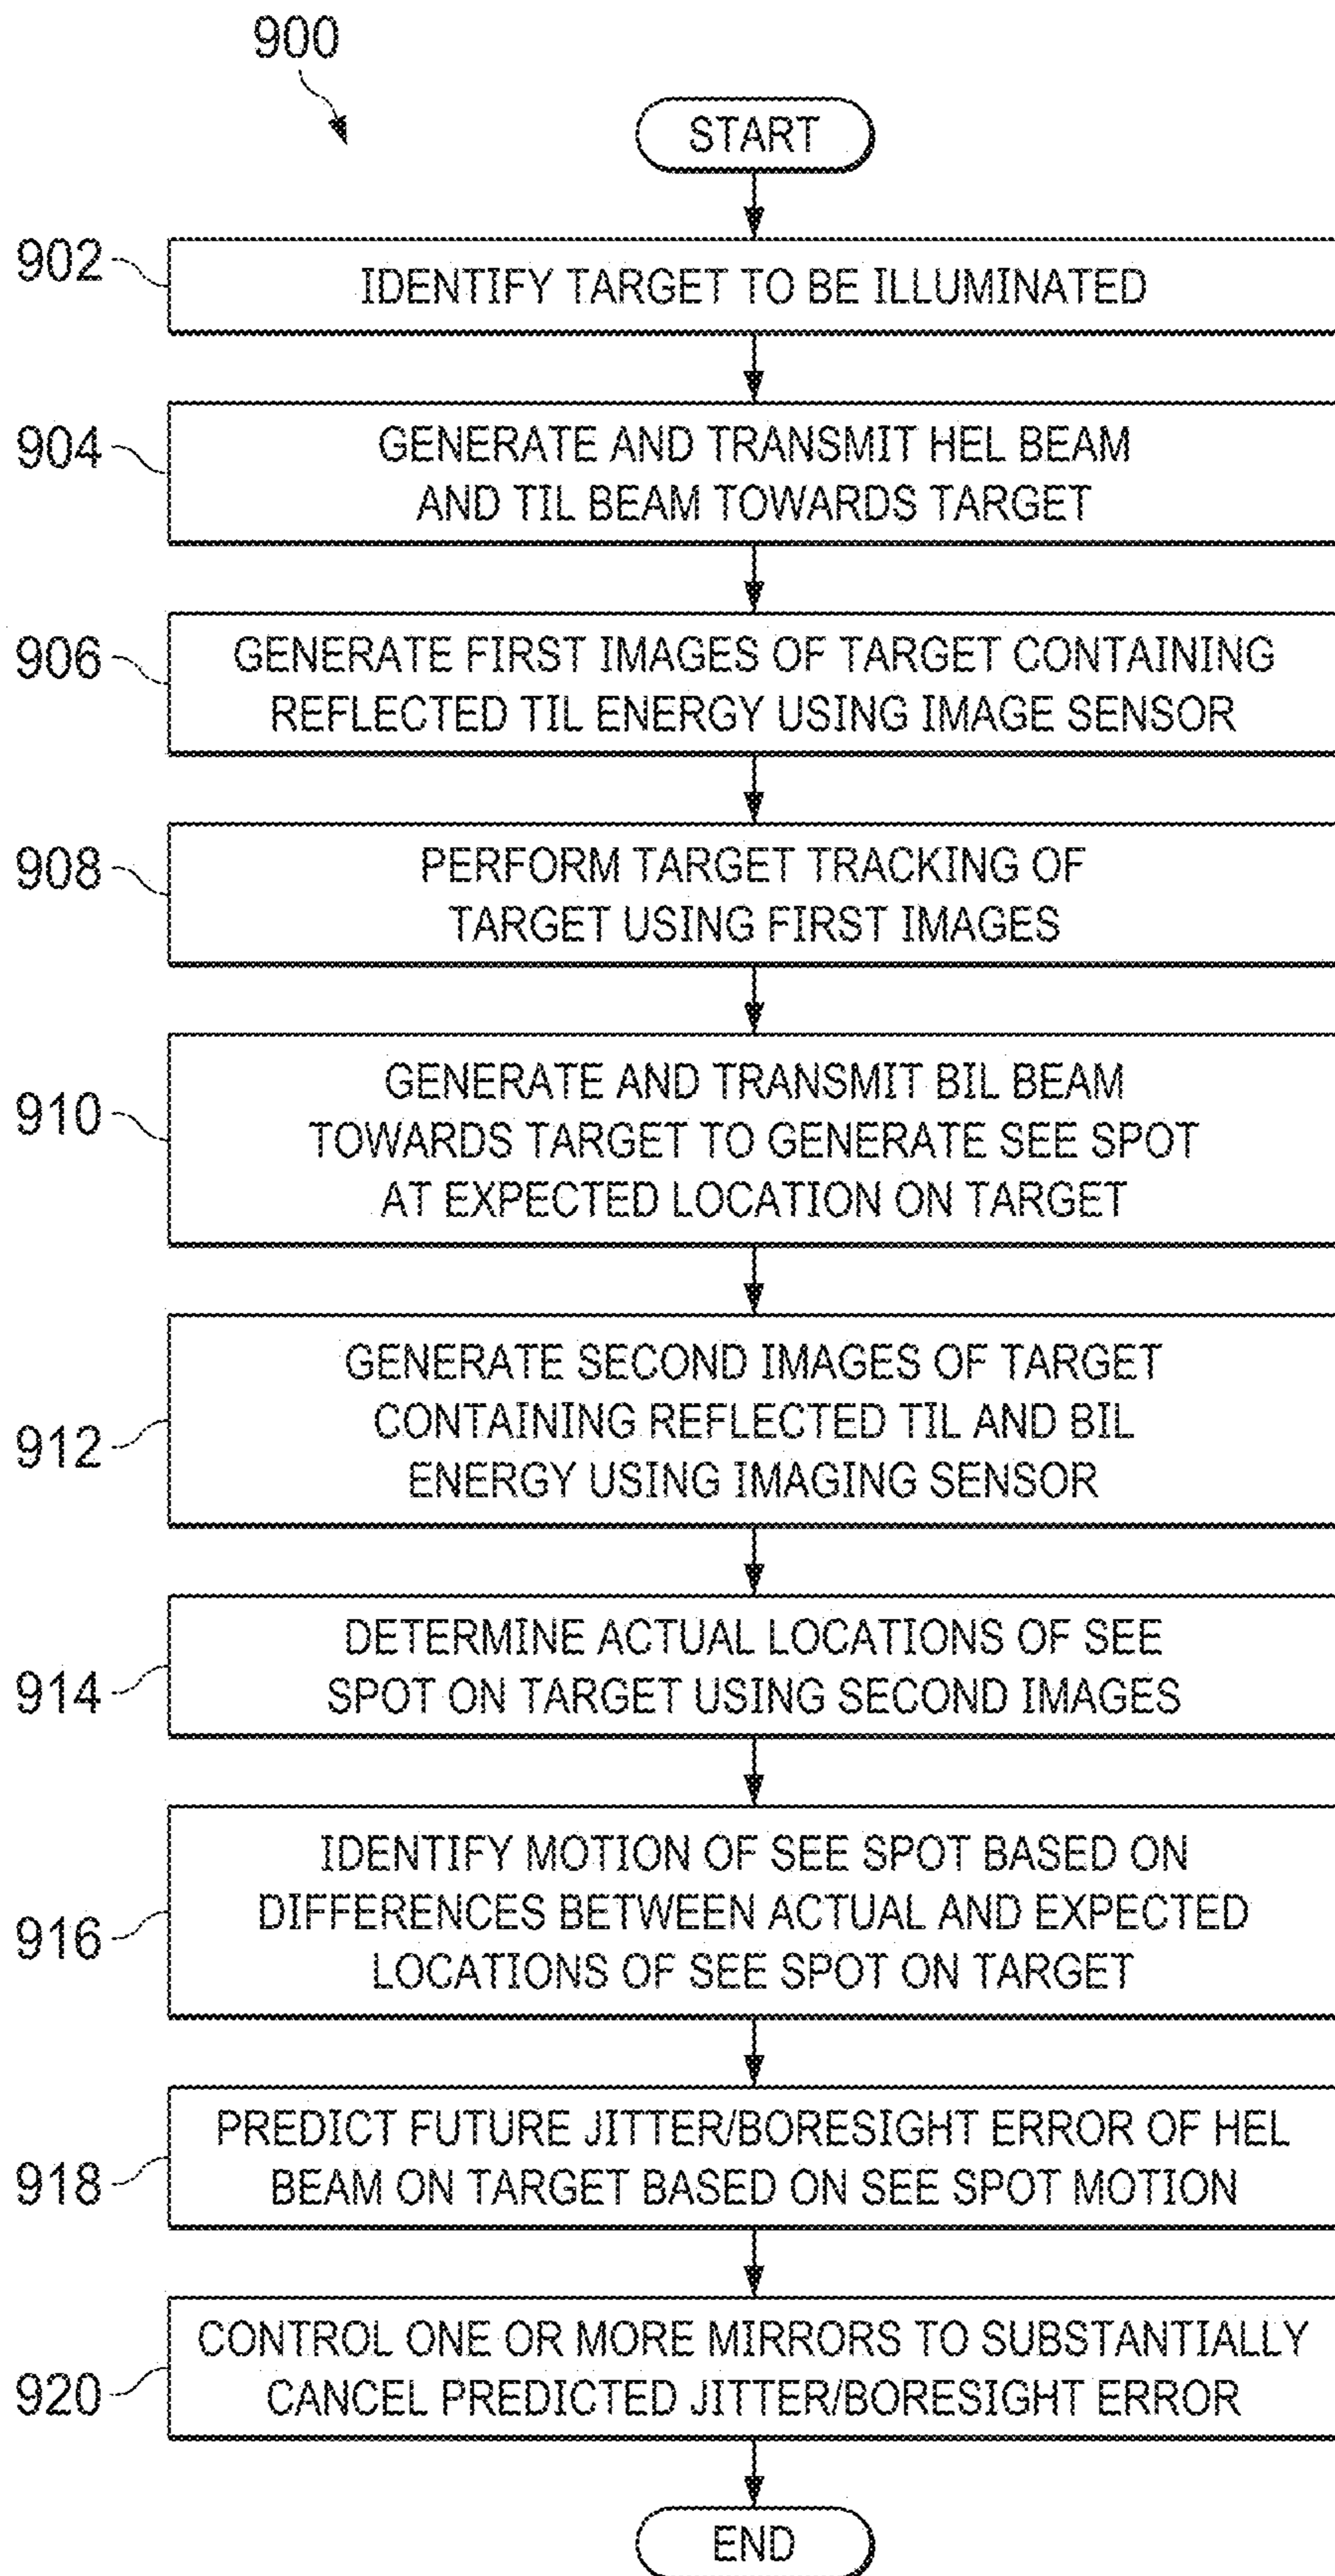 900
START
902
IDENTIFY TARGET TO BE ILLUMINATED
904
GENERATE AND TRANSMIT HEL BEAM
AND TIL BEAM TOWARDS TARGET
906
GENERATE FIRST IMAGES OF TARGET CONTAINING
REFLECTED TIL ENERGY USING IMAGE SENSOR
908
PERFORM TARGET TRACKING OF
TARGET USING FIRST IMAGES
910
GENERATE AND TRANSMIT BIL BEAM
TOWARDS TARGET TO GENERATE SEE SPOT
AT EXPECTED LOCATION ON TARGET
912
GENERATE SECOND IMAGES OF TARGET
CONTAINING REFLECTED TIL AND BIL
ENERGY USING IMAGING SENSOR
914
DETERMINE ACTUAL LOCATIONS OF SEE
SPOT ON TARGET USING SECOND IMAGES
916
IDENTIFY MOTION OF SEE SPOT BASED ON
DIFFERENCES BETWEEN ACTUAL AND EXPECTED
LOCATIONS OF SEE SPOT ON TARGET
918
PREDICT FUTURE JITTER/BORESIGHT ERROR OF HEL
BEAM ON TARGET BASED ON SEE SPOT MOTION
920
CONTROL ONE OR MORE MIRRORS TO SUBSTANTIALLY
CANCEL PREDICTED JITTER/BORESIGHT ERROR
END